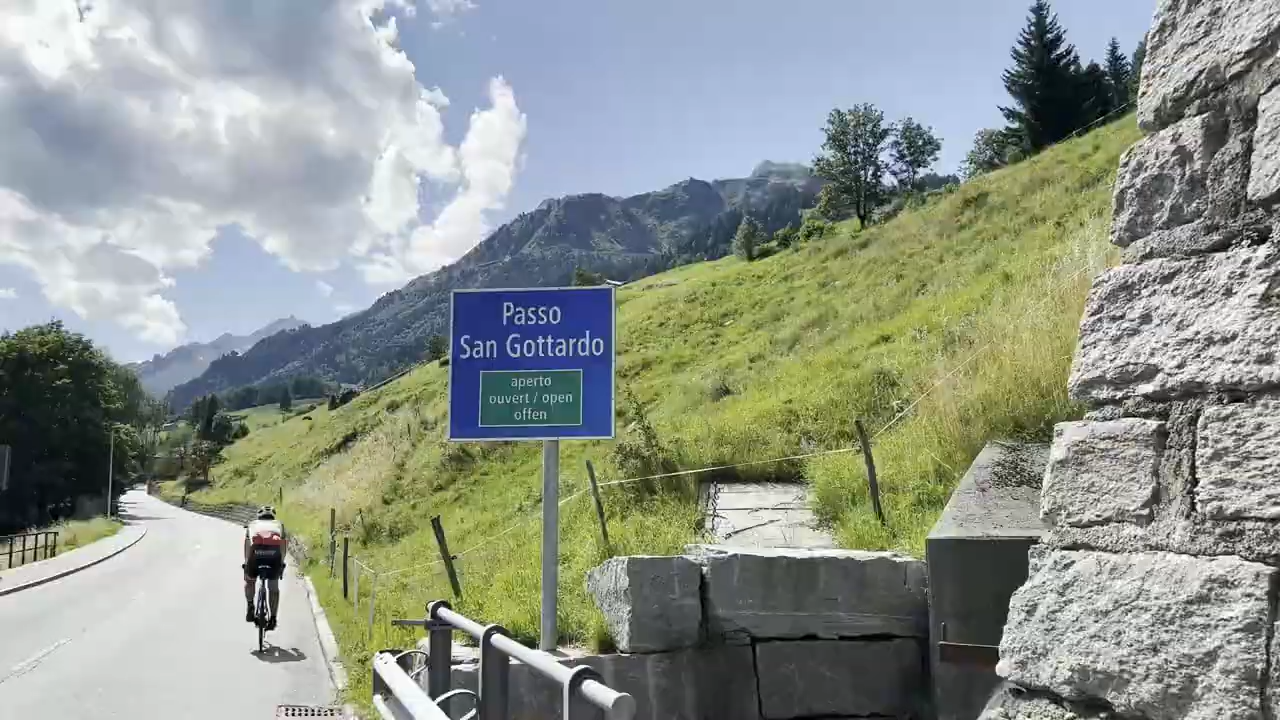 Passo
San Gottardo
aperto
ouvert / open
offen